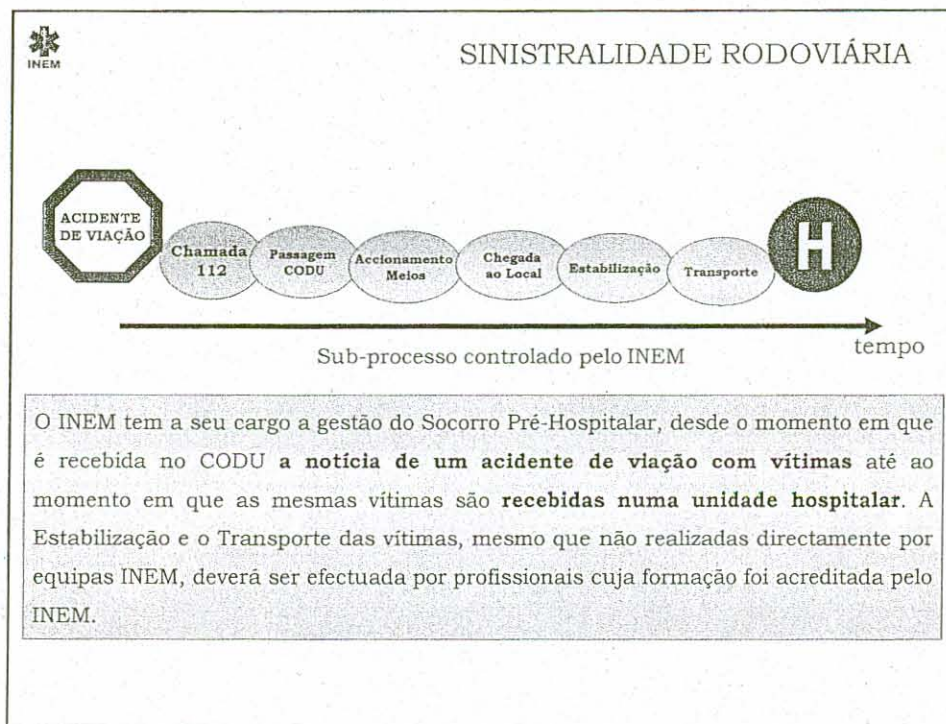 INEM
SINISTRALIDADE RODOVIÁRIA
ACIDENTE
DE VIAÇÃO
Chamada
112
Passagem
CODU
Accionamento
Meios
Chegada
ao Local
Estabilização
Transporte
H
tempo
Sub-processo controlado pelo INEM
O INEM tem a seu cargo a gestão do Socorro Pré-Hospitalar, desde o momento em que
é recebida no CODU a notícia de um acidente de viação com vítimas até ao
momento em que as mesmas vítimas são recebidas numa unidade hospitalar. A
Estabilização e o Transporte das vítimas, mesmo que não realizadas directamente por
equipas INEM, deverá ser efectuada por profissionais cuja formação foi acreditada pelo
INEM.